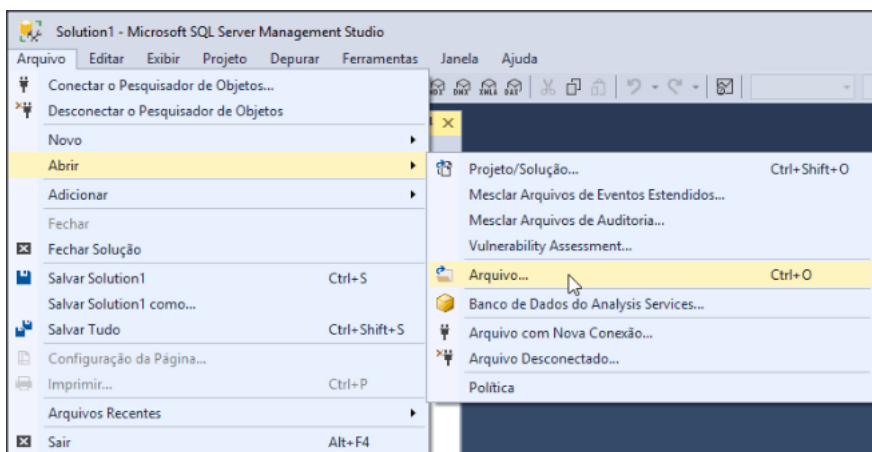 Solution1 - Microsoft SQL Server Management Studio
Arquivo Editar Exibir Projeto Depurar Ferramentas Janela Ajuda
Conectar o Pesquisador de Objetos...
Desconectar o Pesquisador de Objetos
Novo
Abrir
Adicionar
Fechar
Fechar Solução
Salvar Solution1 Ctrl+S
Salvar Solution1 como...
Salvar Tudo Ctrl+Shift+S
Configuração da Página...
Imprimir... Ctrl+P
Arquivos Recentes
Sair Alt+F4
Projeto/Solução... Ctrl+Shift+O
Mesclar Arquivos de Eventos Estendidos...
Mesclar Arquivos de Auditoria...
Vulnerability Assessment...
Arquivo... Ctrl+O
Banco de Dados do Analysis Services...
Arquivo com Nova Conexão...
Arquivo Desconectado...
Política